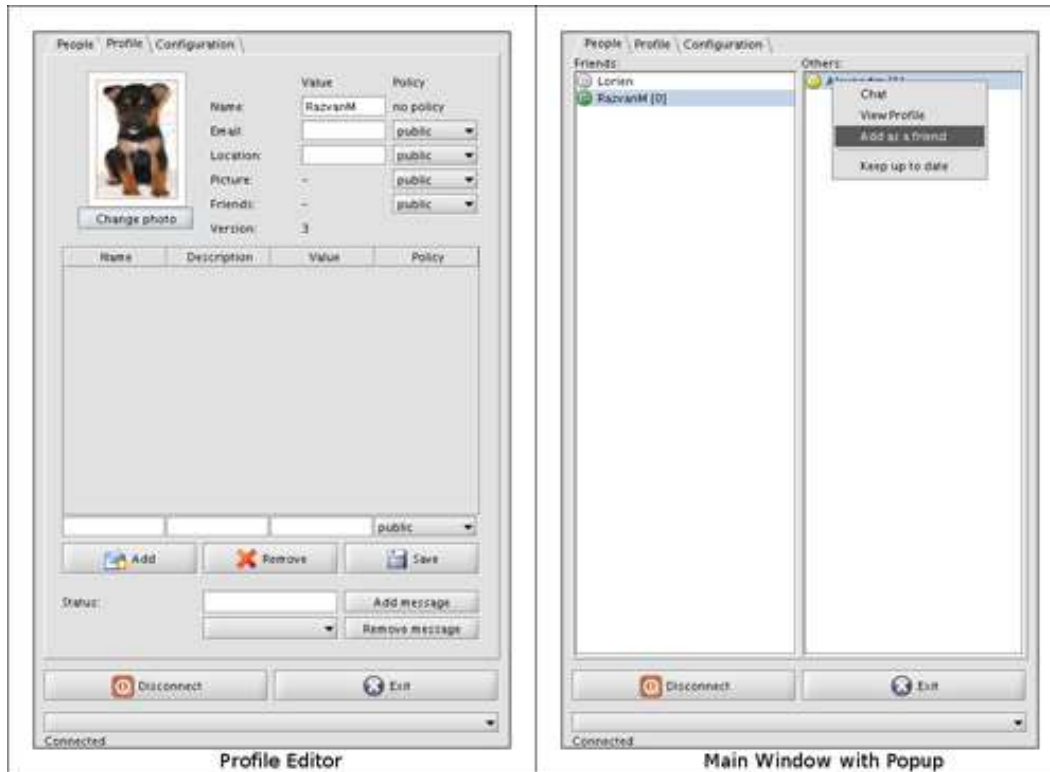 People Profile Configuration
Value Policy
Name: RazvanM no policy
Email: public
Location: public
Picture: - public
Friends: - public
Change photo
Version: 3
Name Description Value Policy
public
Add Remove Save
Status: Add message
Remove message
Disconnect Exit
Connected
Profile Editor
People Profile Configuration
Friends: Others:
Lorien
RazvanM [0]
Chat
View Profile
Add as a friend
Keep up to date
Disconnect Exit
Connected
Main Window with Popup